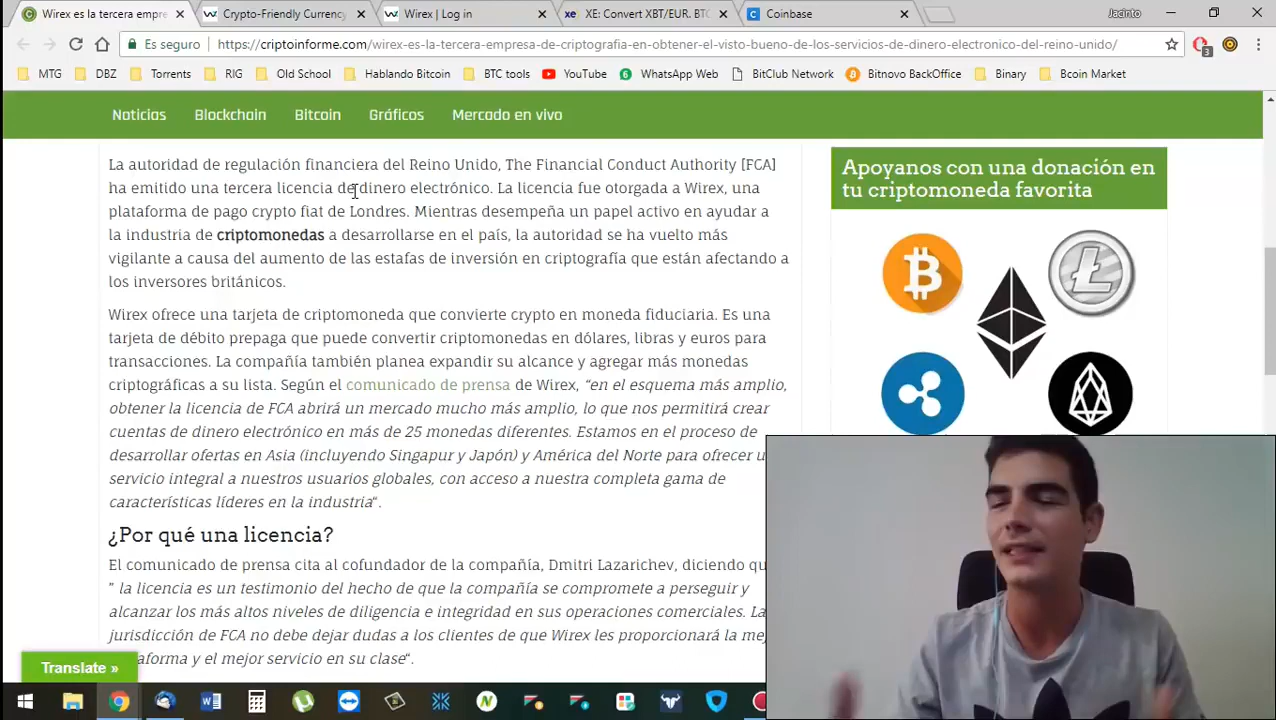 Wirex es la tercera empre
Crypto-Friendly Currency
Wirex | Log in
XE: Convert XBT/EUR. BT
Coinbase
Jacinto
Es seguro
https://criptoinforme.com/wirex-es-la-tercera-empresa-de-criptografia-en-obtener-el-visto-bueno-de-los-servicios-de-dinero-electronico-del-reino-unido/
3
MTG
DBZ
Torrents
RIG
Old School
Hablando Bitcoin
BTC tools
YouTube
WhatsApp Web
BitClub Network
Bitnovo BackOffice
Binary
Bcoin Market
Noticias
Blockchain
Bitcoin
Gráficos
Mercado en vivo
La autoridad de regulación financiera del Reino Unido, The Financial Conduct Authority [FCA]
ha emitido una tercera licencia de dinero electrónico. La licencia fue otorgada a Wirex, una
plataforma de pago crypto fiat de Londres. Mientras desempeña un papel activo en ayudar a
la industria de criptomonedas a desarrollarse en el país, la autoridad se ha vuelto más
vigilante a causa del aumento de las estafas de inversión en criptografía que están afectando a
los inversores británicos.
Wirex ofrece una tarjeta de criptomoneda que convierte crypto en moneda fiduciaria. Es una
tarjeta de débito prepaga que puede convertir criptomonedas en dólares, libras y euros para
transacciones. La compañía también planea expandir su alcance y agregar más monedas
criptográficas a su lista. Según el comunicado de prensa de Wirex, “en el esquema más amplio,
obtener la licencia de FCA abrirá un mercado mucho más amplio, lo que nos permitirá crear
cuentas de dinero electrónico en más de 25 monedas diferentes. Estamos en el proceso de
desarrollar ofertas en Asia (incluyendo Singapur y Japón) y América del Norte para ofrecer u
servicio integral a nuestros usuarios globales, con acceso a nuestra completa gama de
características líderes en la industria“.
¿Por qué una licencia?
El comunicado de prensa cita al cofundador de la compañía, Dmitri Lazarichev, diciendo qu
” la licencia es un testimonio del hecho de que la compañía se compromete a perseguir y
alcanzar los más altos niveles de diligencia e integridad en sus operaciones comerciales. La
jurisdicción de FCA no debe dejar dudas a los clientes de que Wirex les proporcionará la mej
aforma y el mejor servicio en su clase“.
Apoyanos con una donación en
tu criptomoneda favorita
Translate »